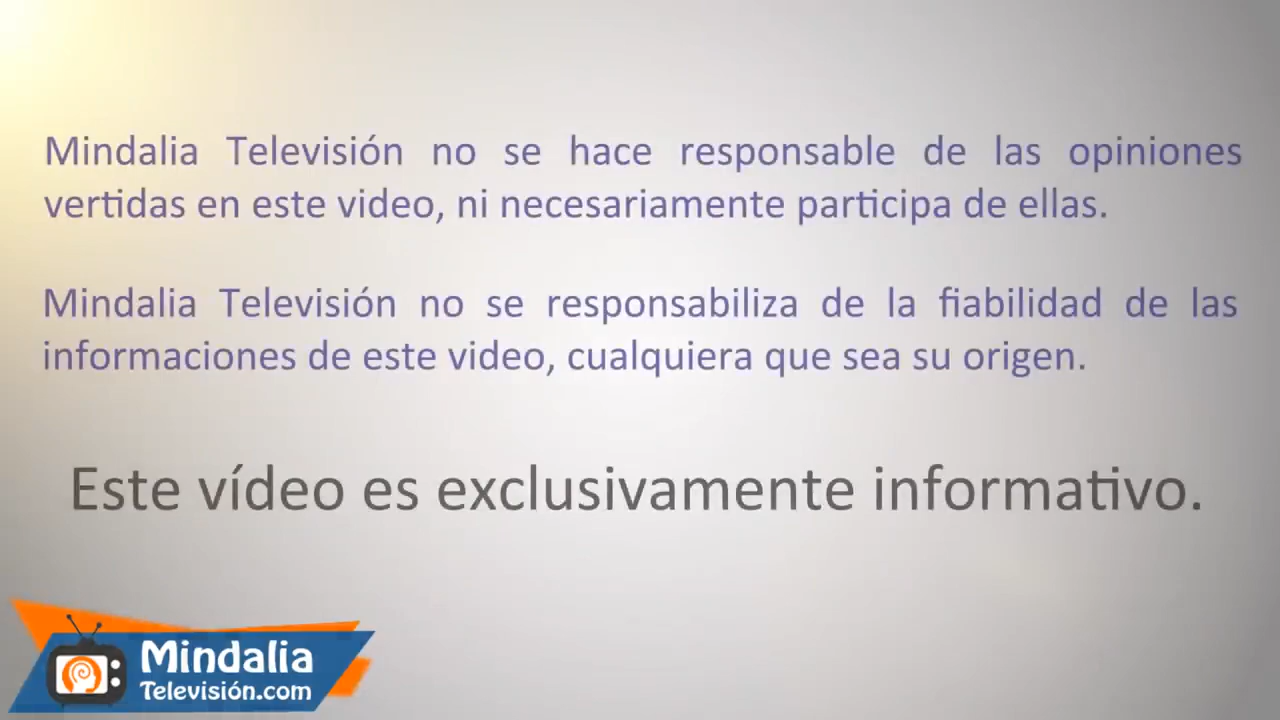 Mindalia Televisión no se hace responsable de las opiniones
vertidas en este video, ni necesariamente participa de ellas.
Mindalia Televisión no se responsabiliza de la fiabilidad de las
informaciones de este video, cualquiera que sea su origen.
Este vídeo es exclusivamente informativo.
Mindalia
Televisión.com